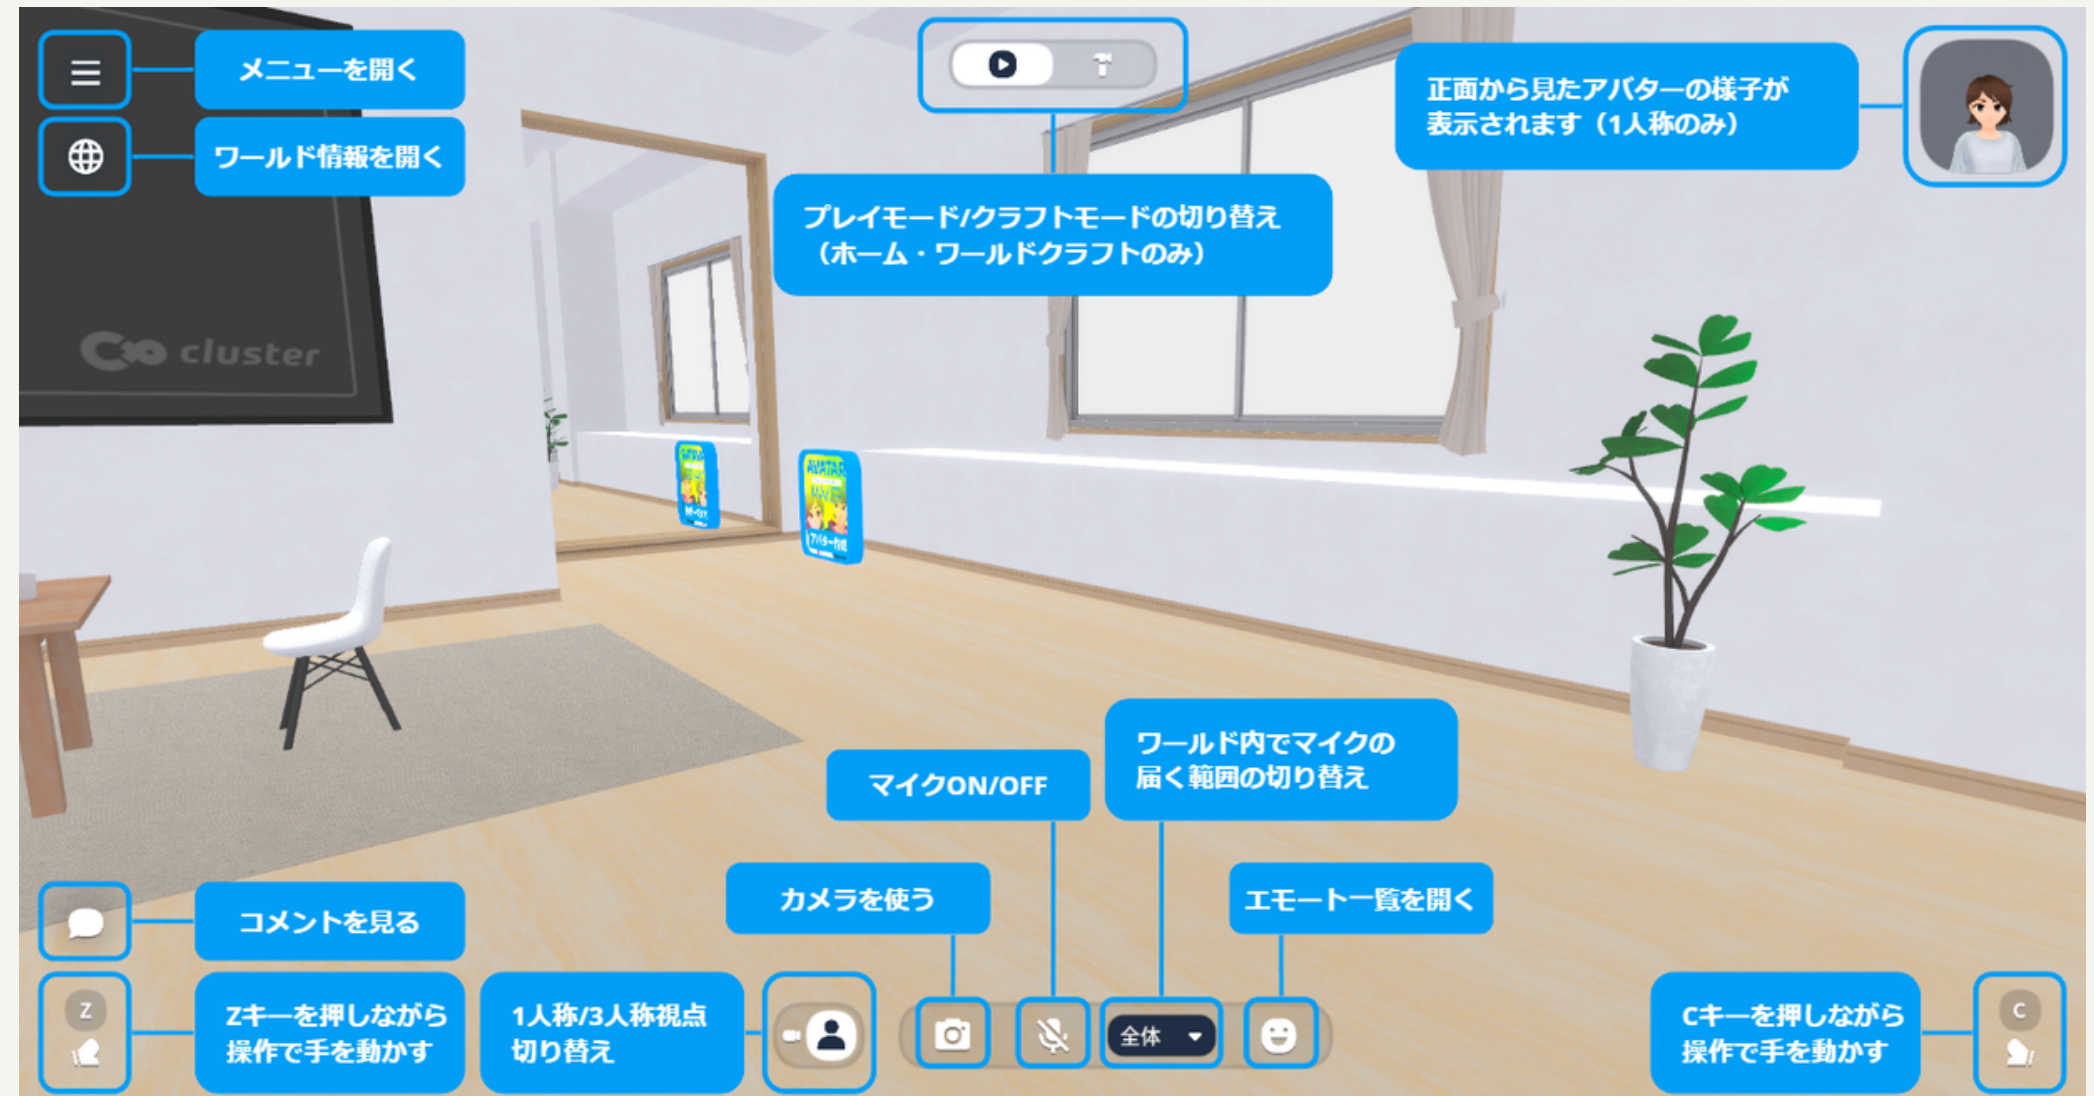 メニューを開く
ワールド情報を開く
プレイモード/クラフトモードの切り替え
（ホーム・ワールドクラフトのみ）
正面から見たアバターの様子が
表示されます（1人称のみ）
cluster
AVATAR
ワールド内でマイクの
届く範囲の切り替え
マイクON/OFF
カメラを使う
エモート一覧を開く
コメントを見る
Z
Zキーを押しながら
操作で手を動かす
1人称/3人称視点
切り替え
全体
Cキーを押しながら
操作で手を動かす
C